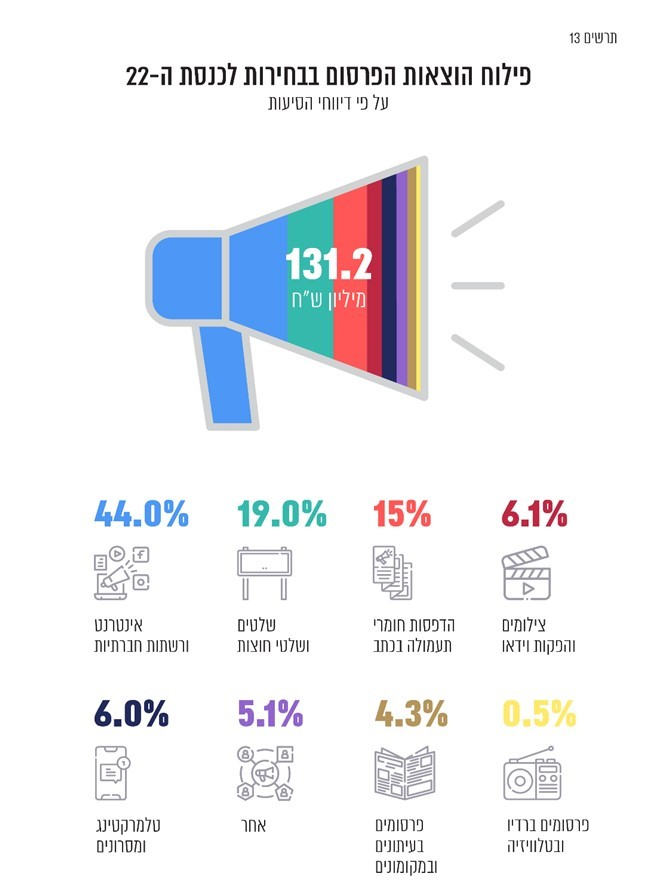 תרשים 13
פילוח הוצאות הפרסום בבחירות לכנסת ה-22
על פי דיווחי הסיעות
131.2
מיליון ש"ח
44.0%
אינטרנט
ורשתות חברתיות
19.0%
שלטים
ושלטי חוצות
15%
הדפסות חומרי
תעמולה בכתב
6.1%
צילומים
והפקות וידאו
6.0%
טלמרקטינג
ומסרונים
5.1%
אחר
4.3%
פרסומים
בעיתונים
ובמקומונים
0.5%
פרסומים ברדיו
ובטלוויזיה